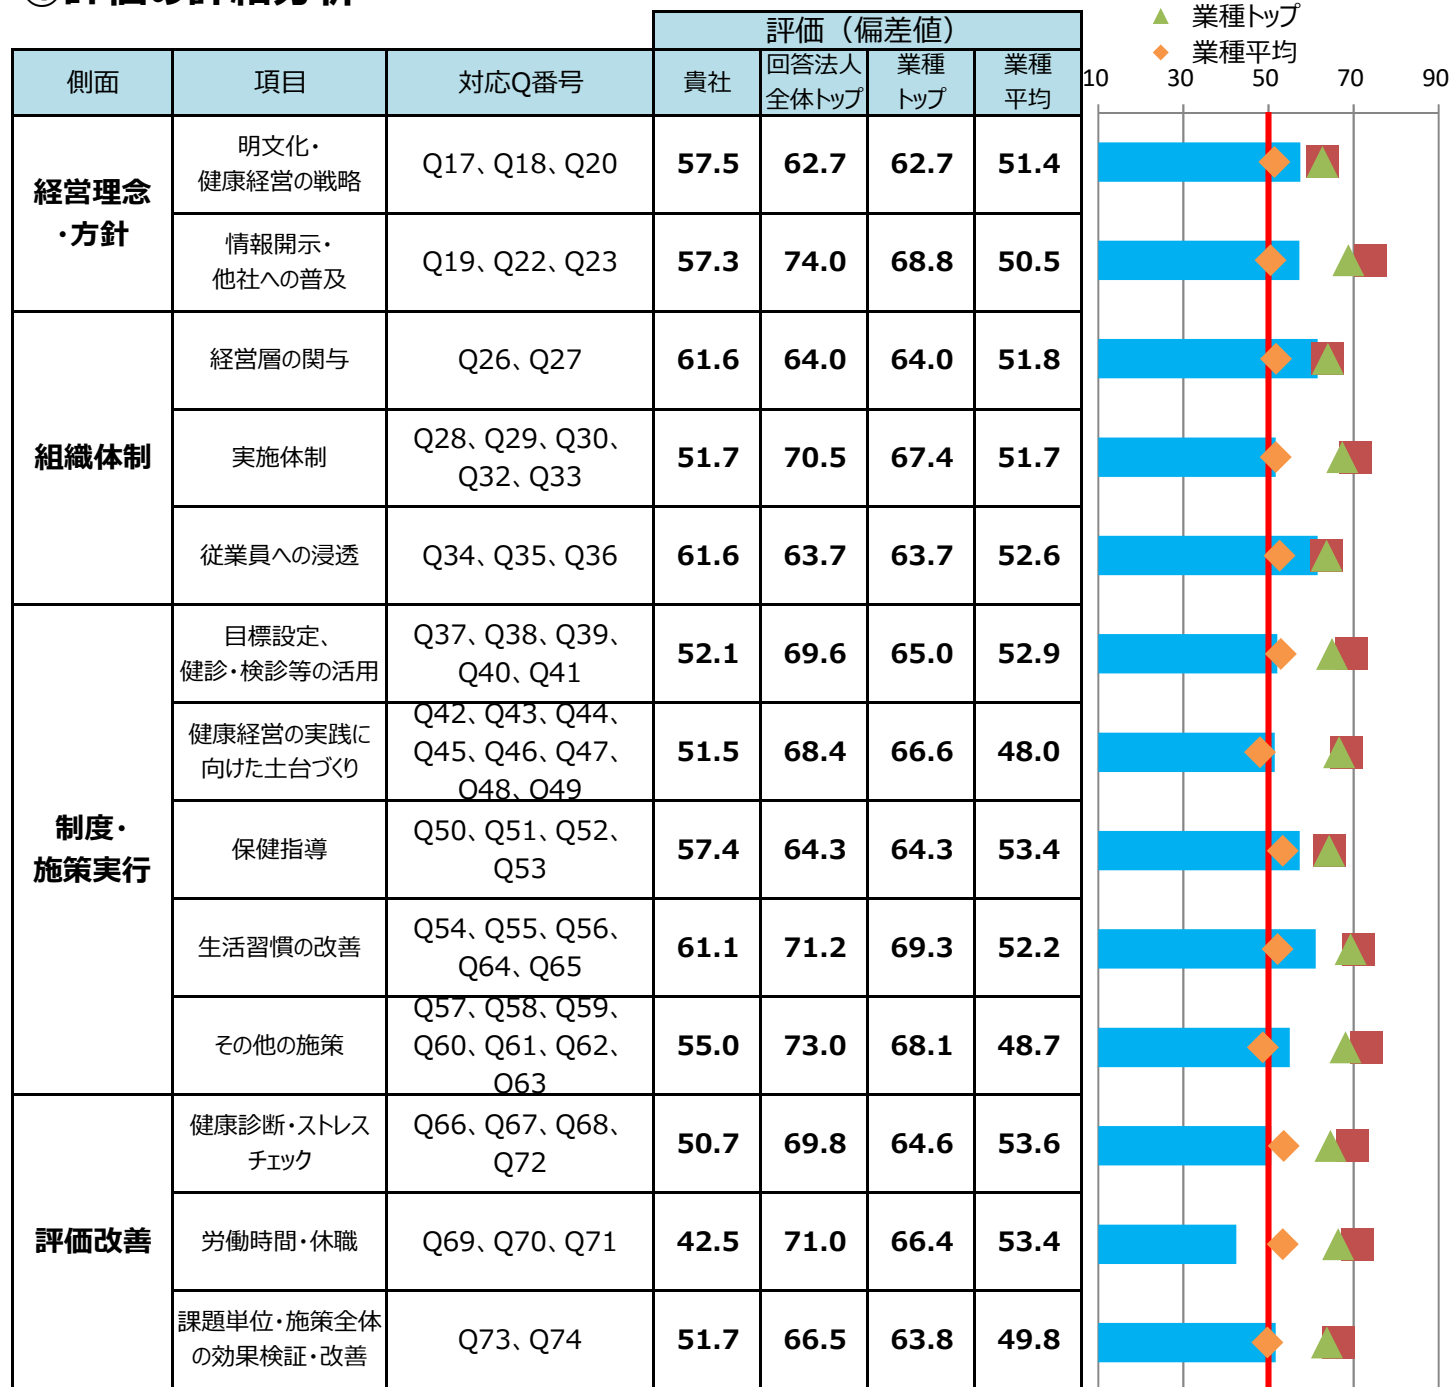 ①評価の詳細分析
▲ 業種トップ
◆ 業種平均
評価（偏差値）
側面 項目 対応Q番号 貴社 回答法人全体トップ 業種トップ 業種平均
10 30 50 70 90
経営理念・方針
明文化・健康経営の戦略 Q17、Q18、Q20 57.5 62.7 62.7 51.4
情報開示・他社への普及 Q19、Q22、Q23 57.3 74.0 68.8 50.5
組織体制
経営層の関与 Q26、Q27 61.6 64.0 64.0 51.8
実施体制 Q28、Q29、Q30、Q32、Q33 51.7 70.5 67.4 51.7
従業員への浸透 Q34、Q35、Q36 61.6 63.7 63.7 52.6
制度・施策実行
目標設定、健診・検診等の活用 Q37、Q38、Q39、Q40、Q41 52.1 69.6 65.0 52.9
健康経営の実践に向けた土台づくり Q42、Q43、Q44、Q45、Q46、Q47、Q48、Q49 51.5 68.4 66.6 48.0
保健指導 Q50、Q51、Q52、Q53 57.4 64.3 64.3 53.4
生活習慣の改善 Q54、Q55、Q56、Q64、Q65 61.1 71.2 69.3 52.2
その他の施策 Q57、Q58、Q59、Q60、Q61、Q62、Q63 55.0 73.0 68.1 48.7
評価改善
健康診断・ストレスチェック Q66、Q67、Q68、Q72 50.7 69.8 64.6 53.6
労働時間・休職 Q69、Q70、Q71 42.5 71.0 66.4 53.4
課題単位・施策全体の効果検証・改善 Q73、Q74 51.7 66.5 63.8 49.8